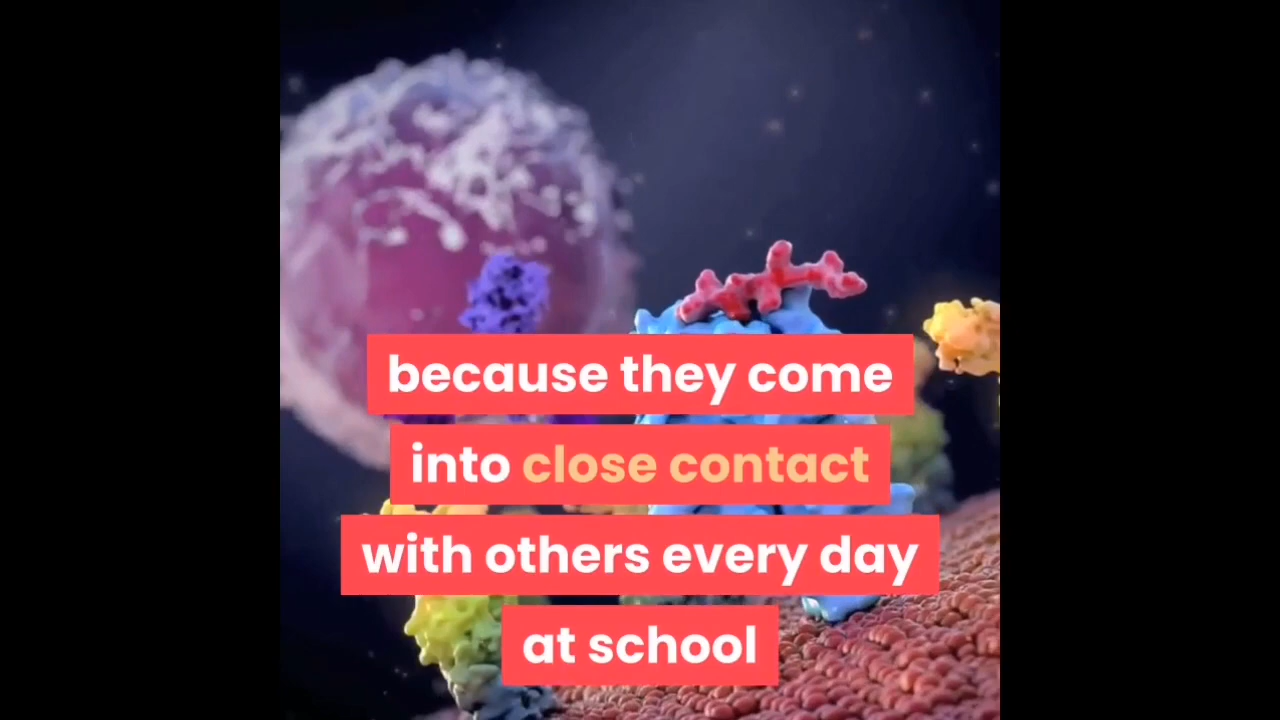 because they come
into close contact
with others every day
at school